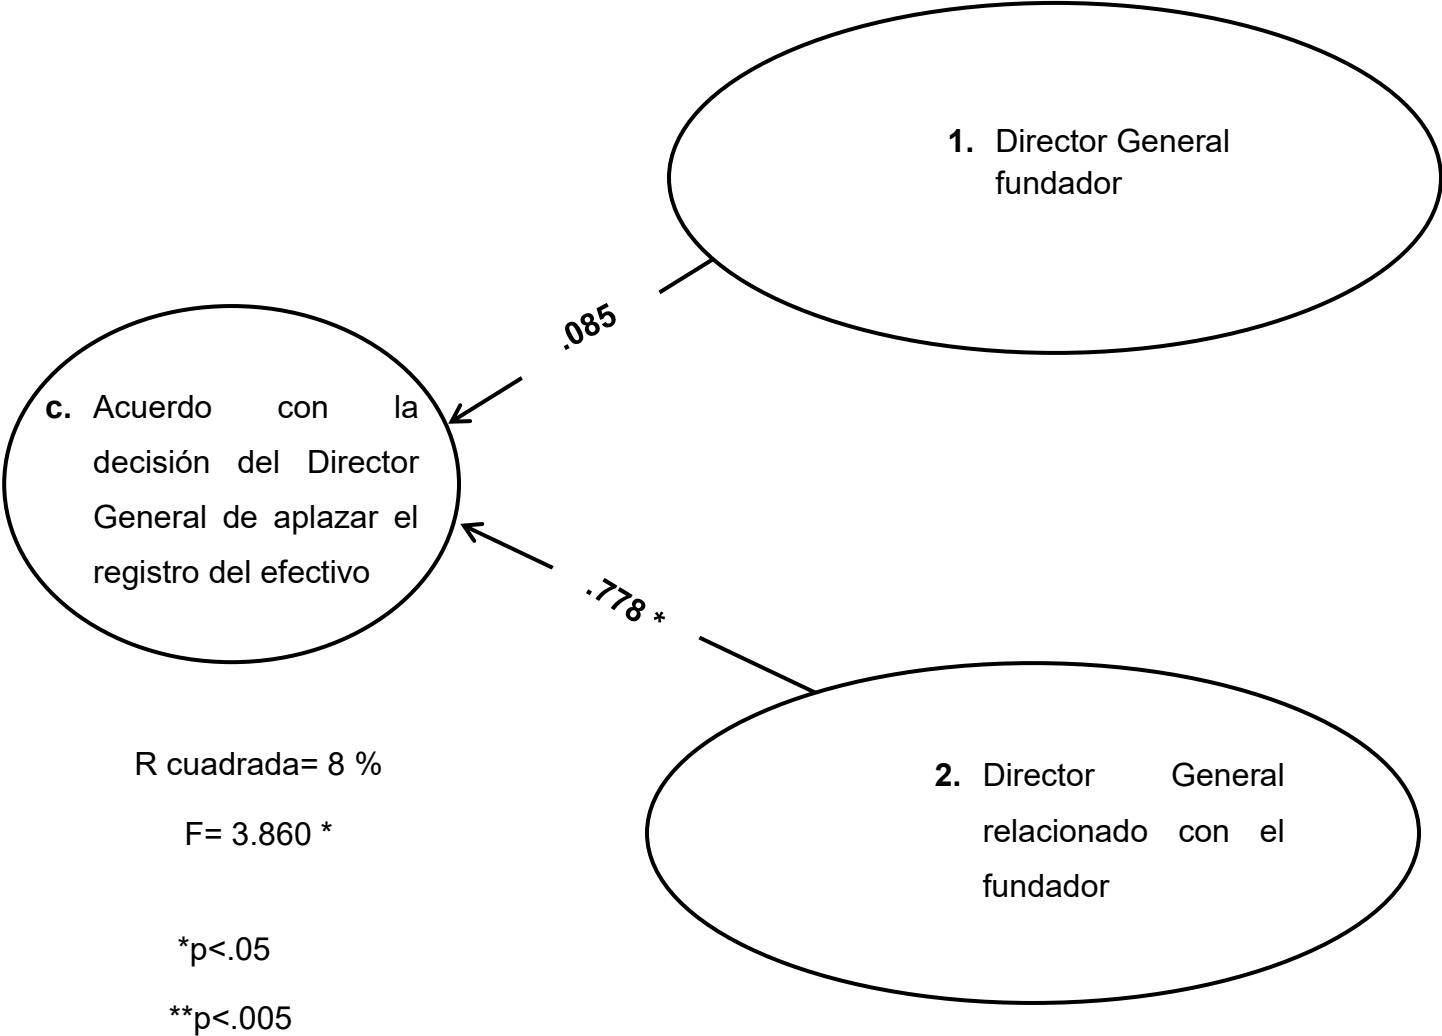 1. Director General
fundador
.085
c. Acuerdo con la
decisión del Director
General de aplazar el
registro del efectivo
.778 *
R cuadrada= 8 %
F= 3.860 *
2. Director General
relacionado con el
fundador
*p<.05
**p<.005